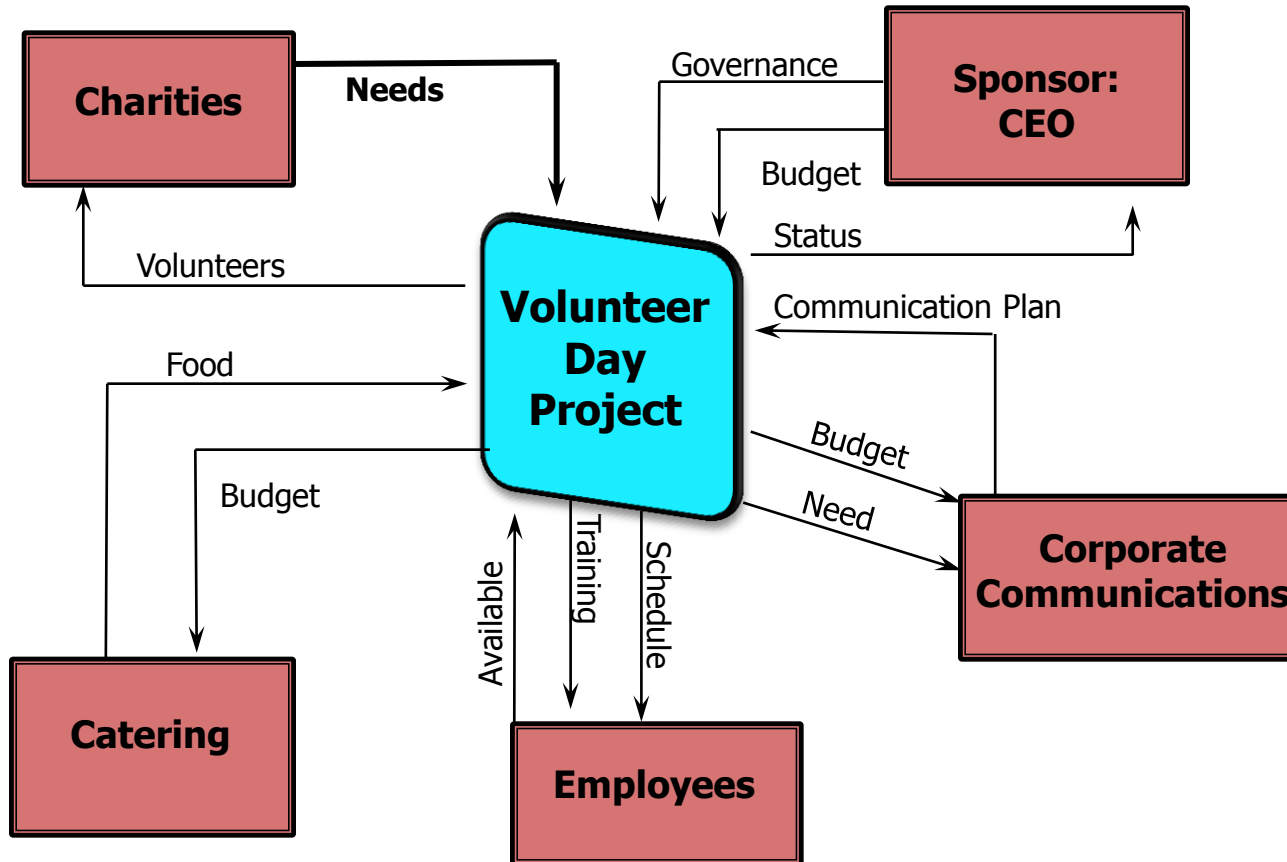 Charities
Needs
Governance
Sponsor:
CEO
Budget
Status
Volunteers
Communication Plan
Volunteer
Day
Project
Food
Budget
Budget
Need
Corporate
Communications
Available
Training
Schedule
Catering
Employees